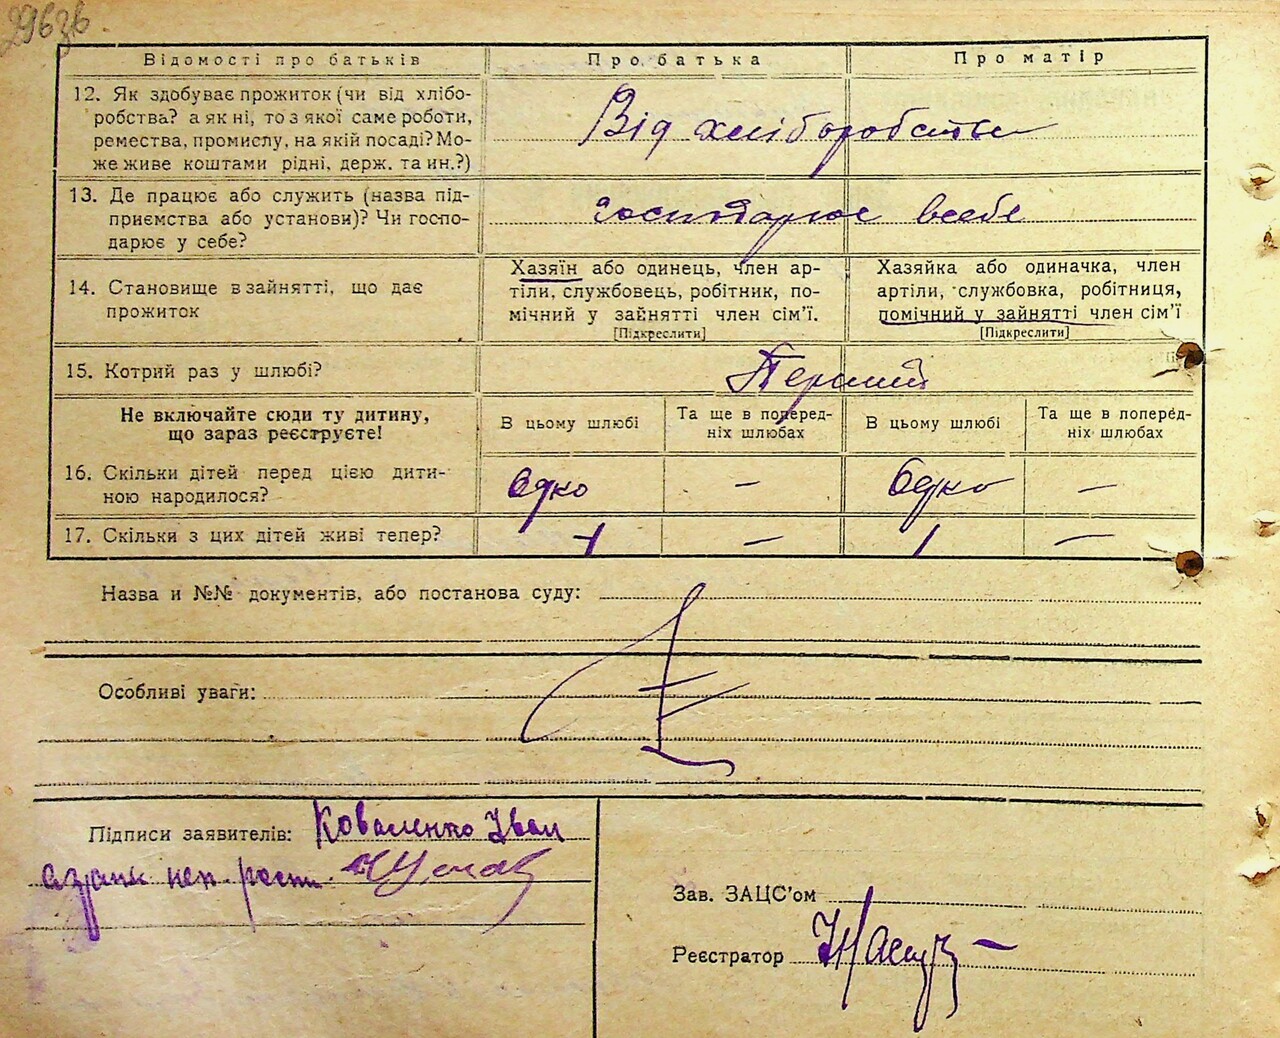 Відомості про батьків
Про батька
Про матір
12. Як здобуває прожиток (чи від хлібо-
робства? а як ні, то з якої саме роботи,
ремества, промислу, на якій посаді? Мо-
же живе коштами рідні, держ. та ин.?)
Від хліборобства
13. Де працює або служить (назва під-
приємства або установи)? Чи госпо-
дарює у себе?
господарює в себе
14. Становище в зайнятті, що дає
прожиток
Хазяїн або одинець, член ар-
тіли, службовець, робітник, по-
мічний у зайнятті член сім'ї.
[Підкреслити]
Хазяйка або одиначка, член
артіли, службовка, робітниця,
помічний у зайнятті член сім'ї
[Підкреслити]
15. Котрий раз у шлюбі?
Перший
Не включайте сюди ту дитину,
що зараз реєструєте!
В цьому шлюбі
Та ще в поперед-
ніх шлюбах
В цьому шлюбі
Та ще в поперед-
ніх шлюбах
16. Скільки дітей перед цією дити-
ною народилося?
Одно
—
Одно
—
17. Скільки з цих дітей живі тепер?
1
—
1
—
Назва и №№ документів, або постанова суду:
Особливі уваги:
Підписи заявителів: Коваленко Іван
Зав. ЗАЦС'ом
Реєстратор